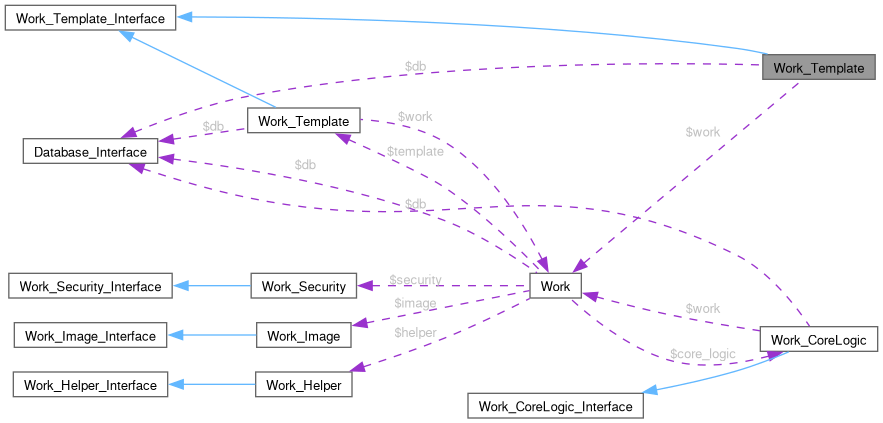 Work_Template_Interface
Work_Template
$db
Work_Template
$work
$db
$work
Database_Interface
$template
$db
$db
Work_Security_Interface
Work_Security
$security
Work
$image
$work
Work_Image_Interface
Work_Image
$helper
Work_CoreLogic
$core_logic
Work_Helper_Interface
Work_Helper
Work_CoreLogic_Interface